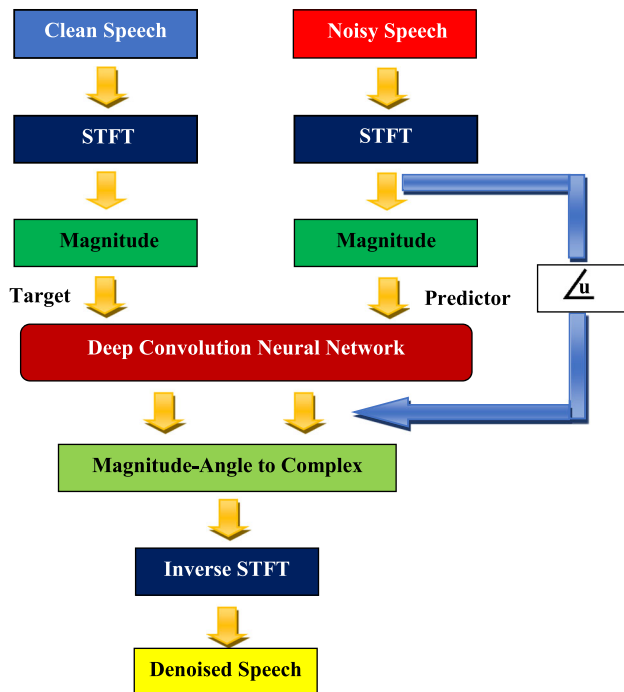 Clean Speech
Noisy Speech
STFT
STFT
Magnitude
Magnitude
∠u
Target
Predictor
Deep Convolution Neural Network
Magnitude-Angle to Complex
Inverse STFT
Denoised Speech